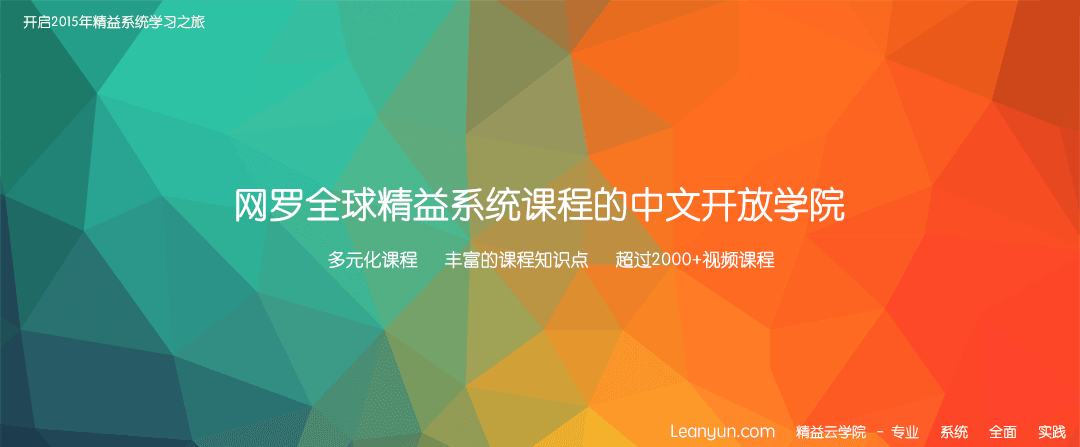 开启2015年精益系统学习之旅
网罗全球精益系统课程的中文开放学院
多元化课程 丰富的课程知识点 超过2000+视频课程
Leanyun.com 精益云学院 - 专业 系统 全面 实践